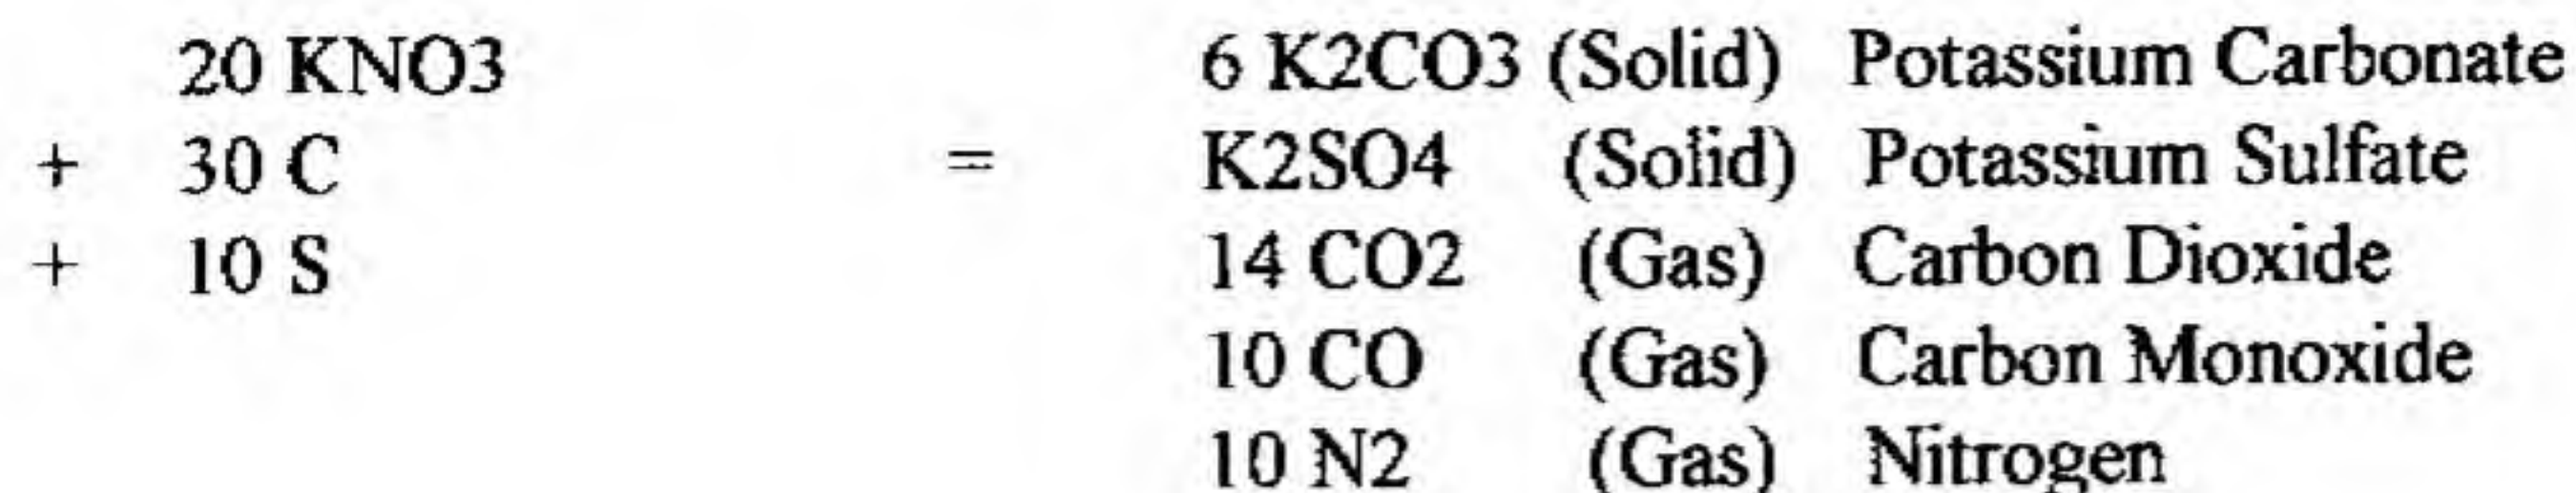 20 KNO3 6 K2CO3 (Solid) Potassium Carbonate
+ 30 C = K2SO4 (Solid) Potassium Sulfate
+ 10 S 14 CO2 (Gas) Carbon Dioxide
10 CO (Gas) Carbon Monoxide
10 N2 (Gas) Nitrogen